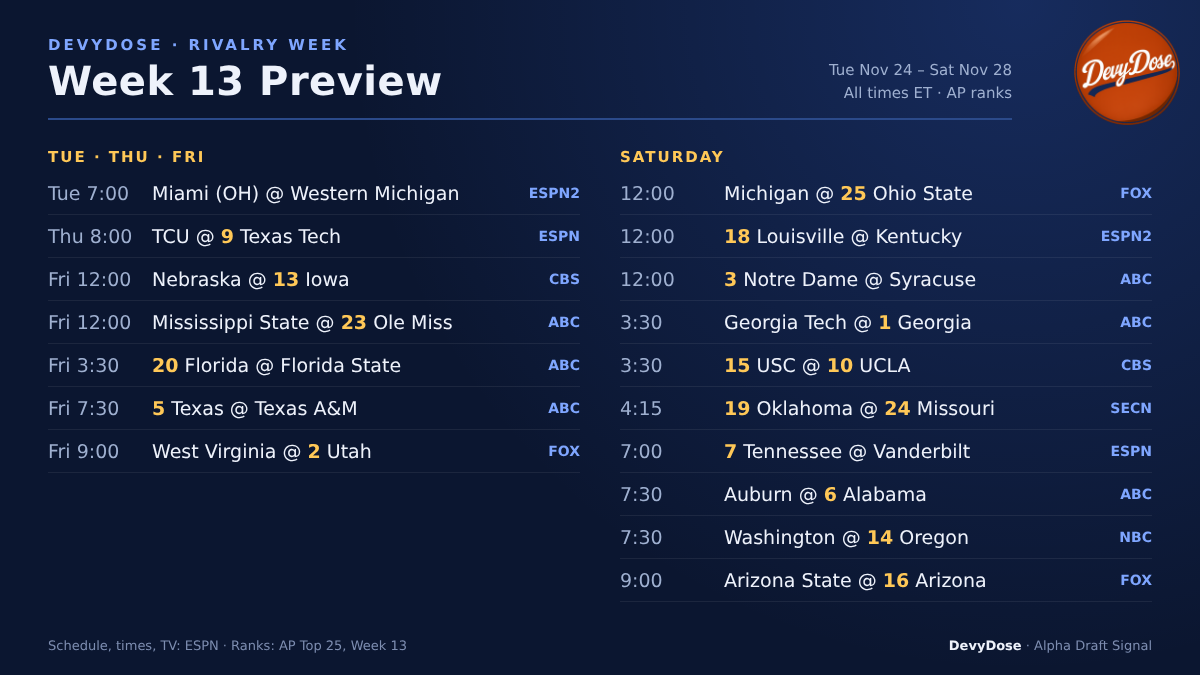 DEVYDOSE · RIVALRY WEEK
Week 13 Preview
Tue Nov 24 – Sat Nov 28
All times ET · AP ranks
DevyDose
TUE · THU · FRI
Tue 7:00 Miami (OH) @ Western Michigan ESPN2
Thu 8:00 TCU @ 9 Texas Tech ESPN
Fri 12:00 Nebraska @ 13 Iowa CBS
Fri 12:00 Mississippi State @ 23 Ole Miss ABC
Fri 3:30 20 Florida @ Florida State ABC
Fri 7:30 5 Texas @ Texas A&M ABC
Fri 9:00 West Virginia @ 2 Utah FOX
SATURDAY
12:00 Michigan @ 25 Ohio State FOX
12:00 18 Louisville @ Kentucky ESPN2
12:00 3 Notre Dame @ Syracuse ABC
3:30 Georgia Tech @ 1 Georgia ABC
3:30 15 USC @ 10 UCLA CBS
4:15 19 Oklahoma @ 24 Missouri SECN
7:00 7 Tennessee @ Vanderbilt ESPN
7:30 Auburn @ 6 Alabama ABC
7:30 Washington @ 14 Oregon NBC
9:00 Arizona State @ 16 Arizona FOX
Schedule, times, TV: ESPN · Ranks: AP Top 25, Week 13
DevyDose · Alpha Draft Signal